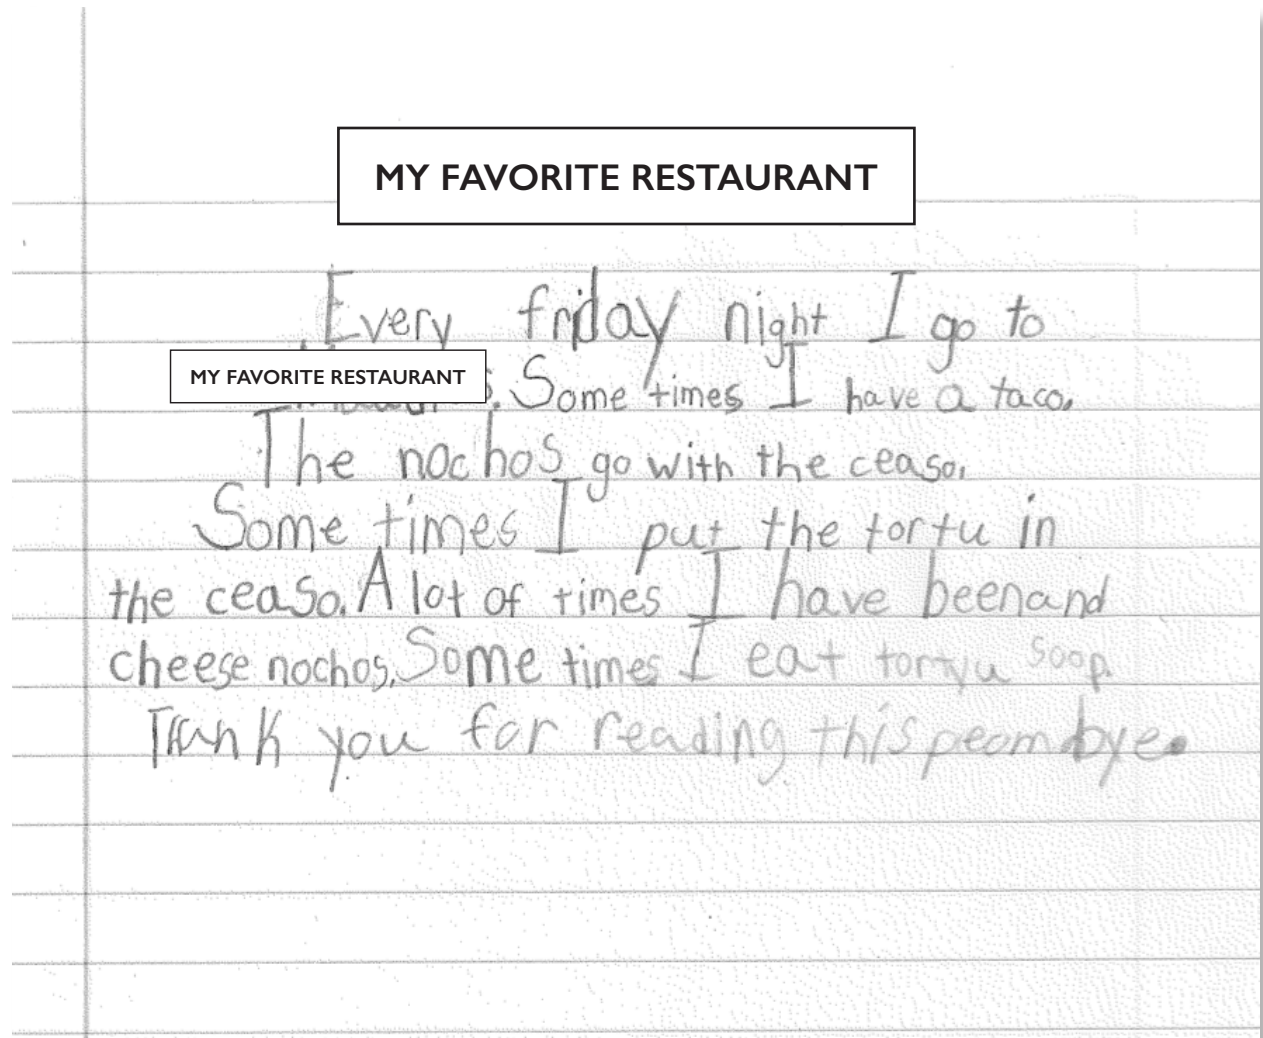 MY FAVORITE RESTAURANT
Every friday night I go to
MY FAVORITE RESTAURANT . Some times I have a taco.
The nochos go with the ceaso.
Some times I put the tortu in
the ceaso. A lot of times I have beenand
cheese nochos. Some times I eat tortyu soop.
Thank you for reading this peom bye.